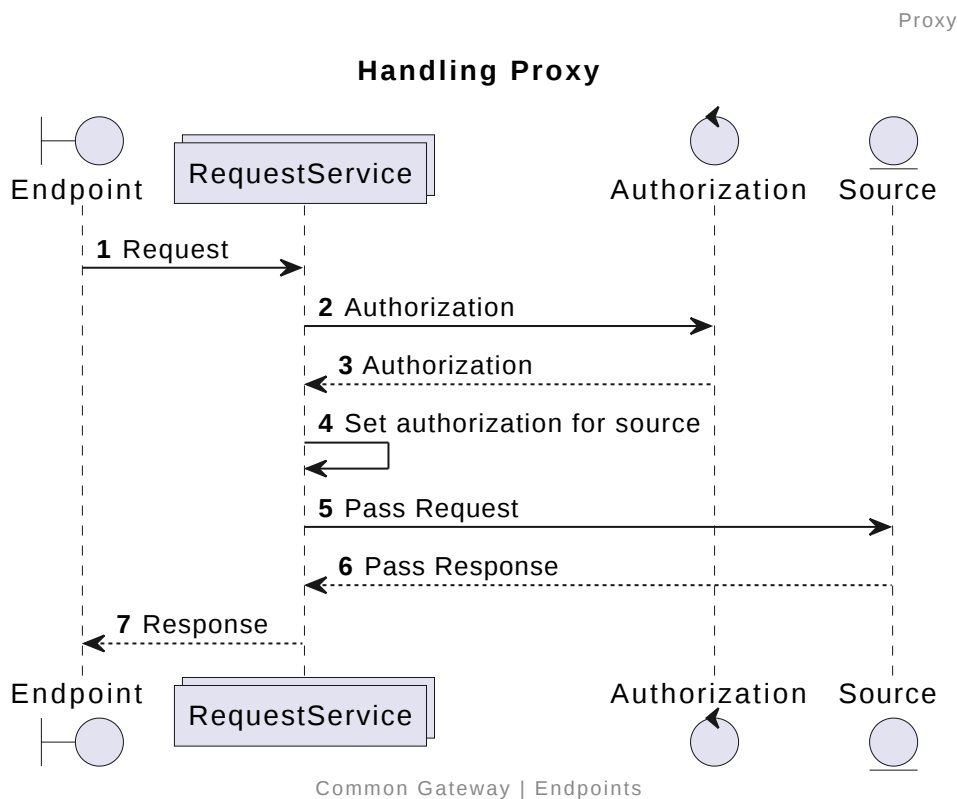 Proxy
Handling Proxy
Endpoint
RequestService
Authorization
Source
1 Request
2 Authorization
3 Authorization
4 Set authorization for source
5 Pass Request
6 Pass Response
7 Response
Endpoint
RequestService
Authorization
Source
Common Gateway | Endpoints